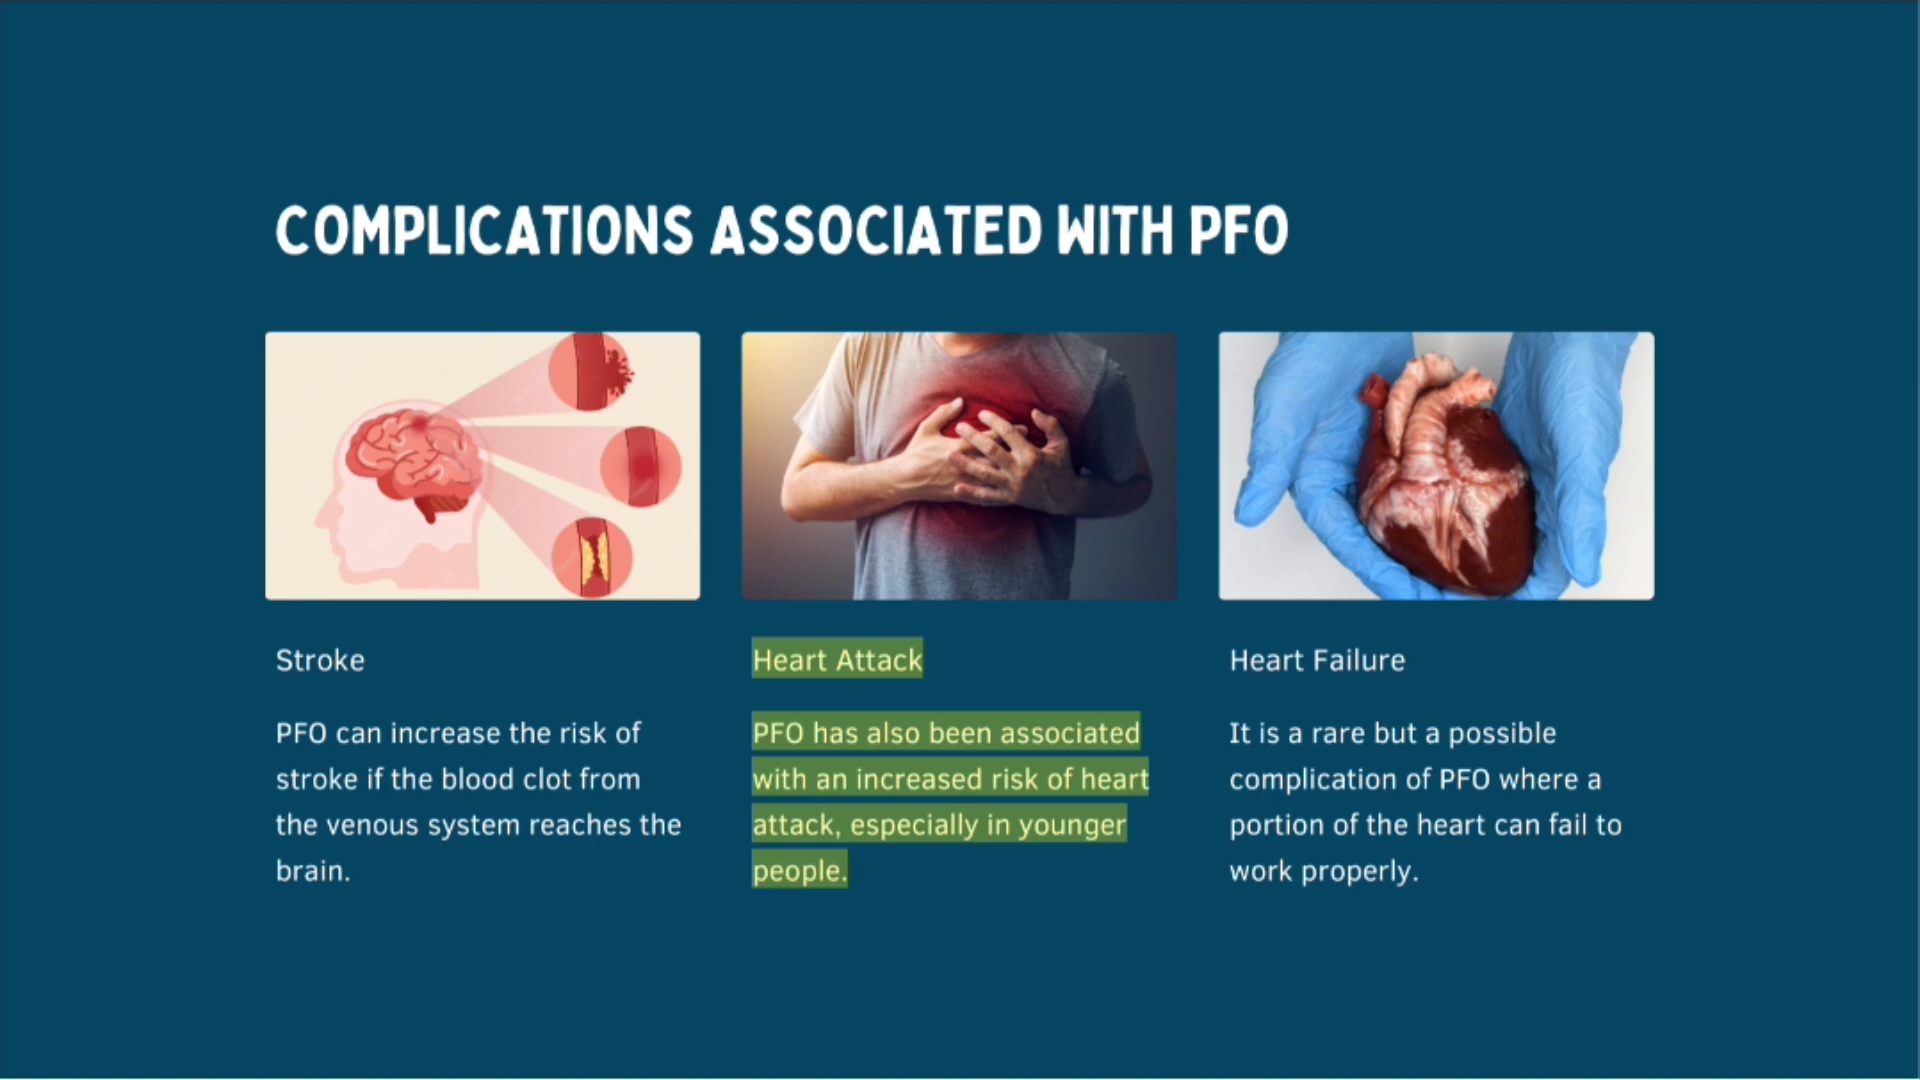 COMPLICATIONS ASSOCIATED WITH PFO
Stroke
PFO can increase the risk of
stroke if the blood clot from
the venous system reaches the
brain.
Heart Attack
PFO has also been associated
with an increased risk of heart
attack, especially in younger
people.
Heart Failure
It is a rare but a possible
complication of PFO where a
portion of the heart can fail to
work properly.